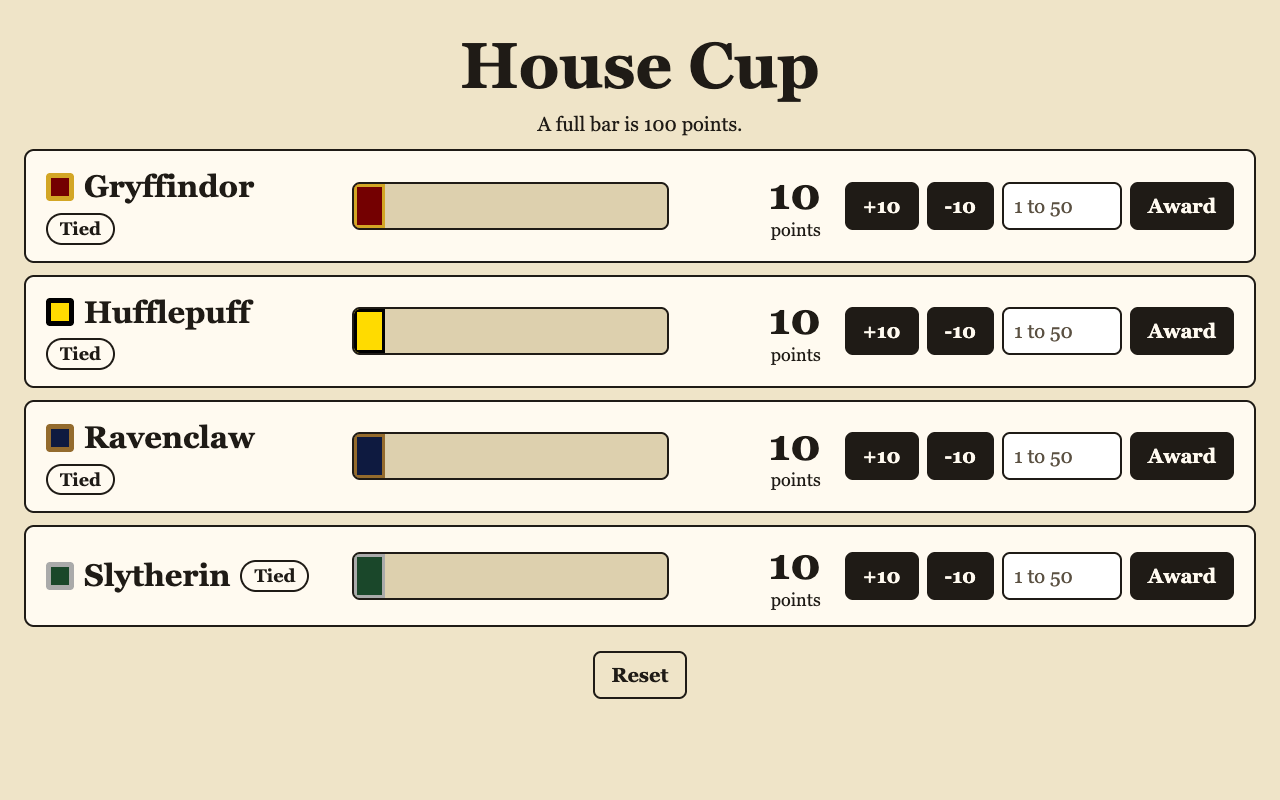 House Cup
A full bar is 100 points.
Gryffindor
Tied
10
points
+10
-10
1 to 50
Award
Hufflepuff
Tied
10
points
+10
-10
1 to 50
Award
Ravenclaw
Tied
10
points
+10
-10
1 to 50
Award
Slytherin Tied
10
points
+10
-10
1 to 50
Award
Reset